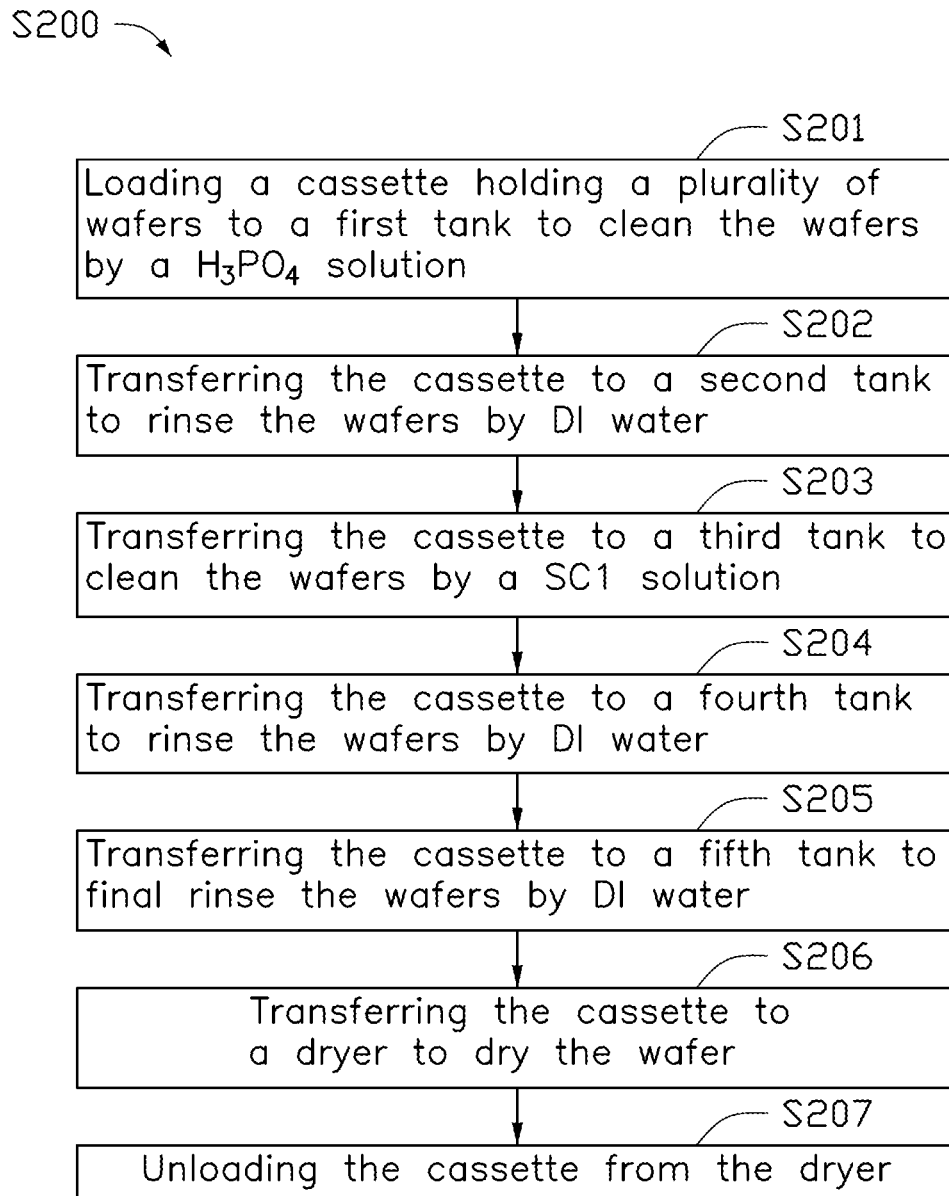 S200
S201
Loading a cassette holding a plurality of
wafers to a first tank to clean the wafers
by a H₃PO₄ solution
S202
Transferring the cassette to a second tank
to rinse the wafers by DI water
S203
Transferring the cassette to a third tank to
clean the wafers by a SC1 solution
S204
Transferring the cassette to a fourth tank
to rinse the wafers by DI water
S205
Transferring the cassette to a fifth tank to
final rinse the wafers by DI water
S206
Transferring the cassette to
a dryer to dry the wafer
S207
Unloading the cassette from the dryer